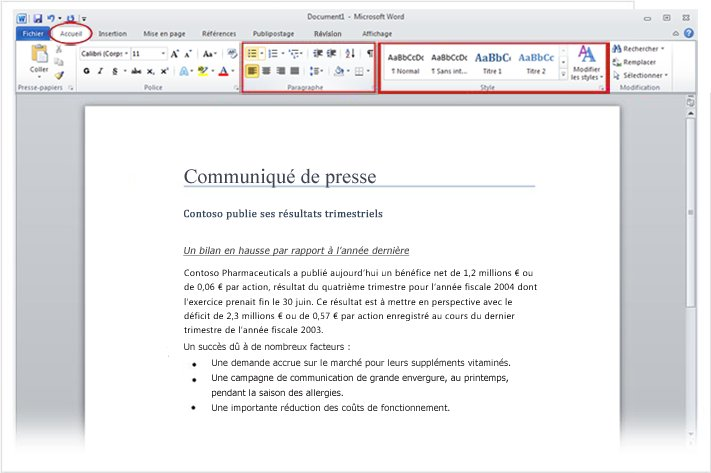 Document1 - Microsoft Word
Fichier Accueil Insertion Mise en page Références Publipostage Révision Affichage
Calibri (Corps 11 AaBbCcDc AaBbCcDc AaBbCc AaBbCc Rechercher
Coller G I S ¶ Normal ¶ Sans int... Titre 1 Titre 2 Modifier les styles Remplacer
Sélectionner
Presse-papiers Police Paragraphe Style Modification
Communiqué de presse
Contoso publie ses résultats trimestriels
Un bilan en hausse par rapport à l'année dernière
Contoso Pharmaceuticals a publié aujourd'hui un bénéfice net de 1,2 millions € ou
de 0,06 € par action, résultat du quatrième trimestre pour l'année fiscale 2004 dont
l'exercice prenait fin le 30 juin. Ce résultat est à mettre en perspective avec le
déficit de 2,3 millions € ou de 0,57 € par action enregistré au cours du dernier
trimestre de l'année fiscale 2003.
Un succès dû à de nombreux facteurs :
• Une demande accrue sur le marché pour leurs suppléments vitaminés.
• Une campagne de communication de grande envergure, au printemps,
pendant la saison des allergies.
• Une importante réduction des coûts de fonctionnement.